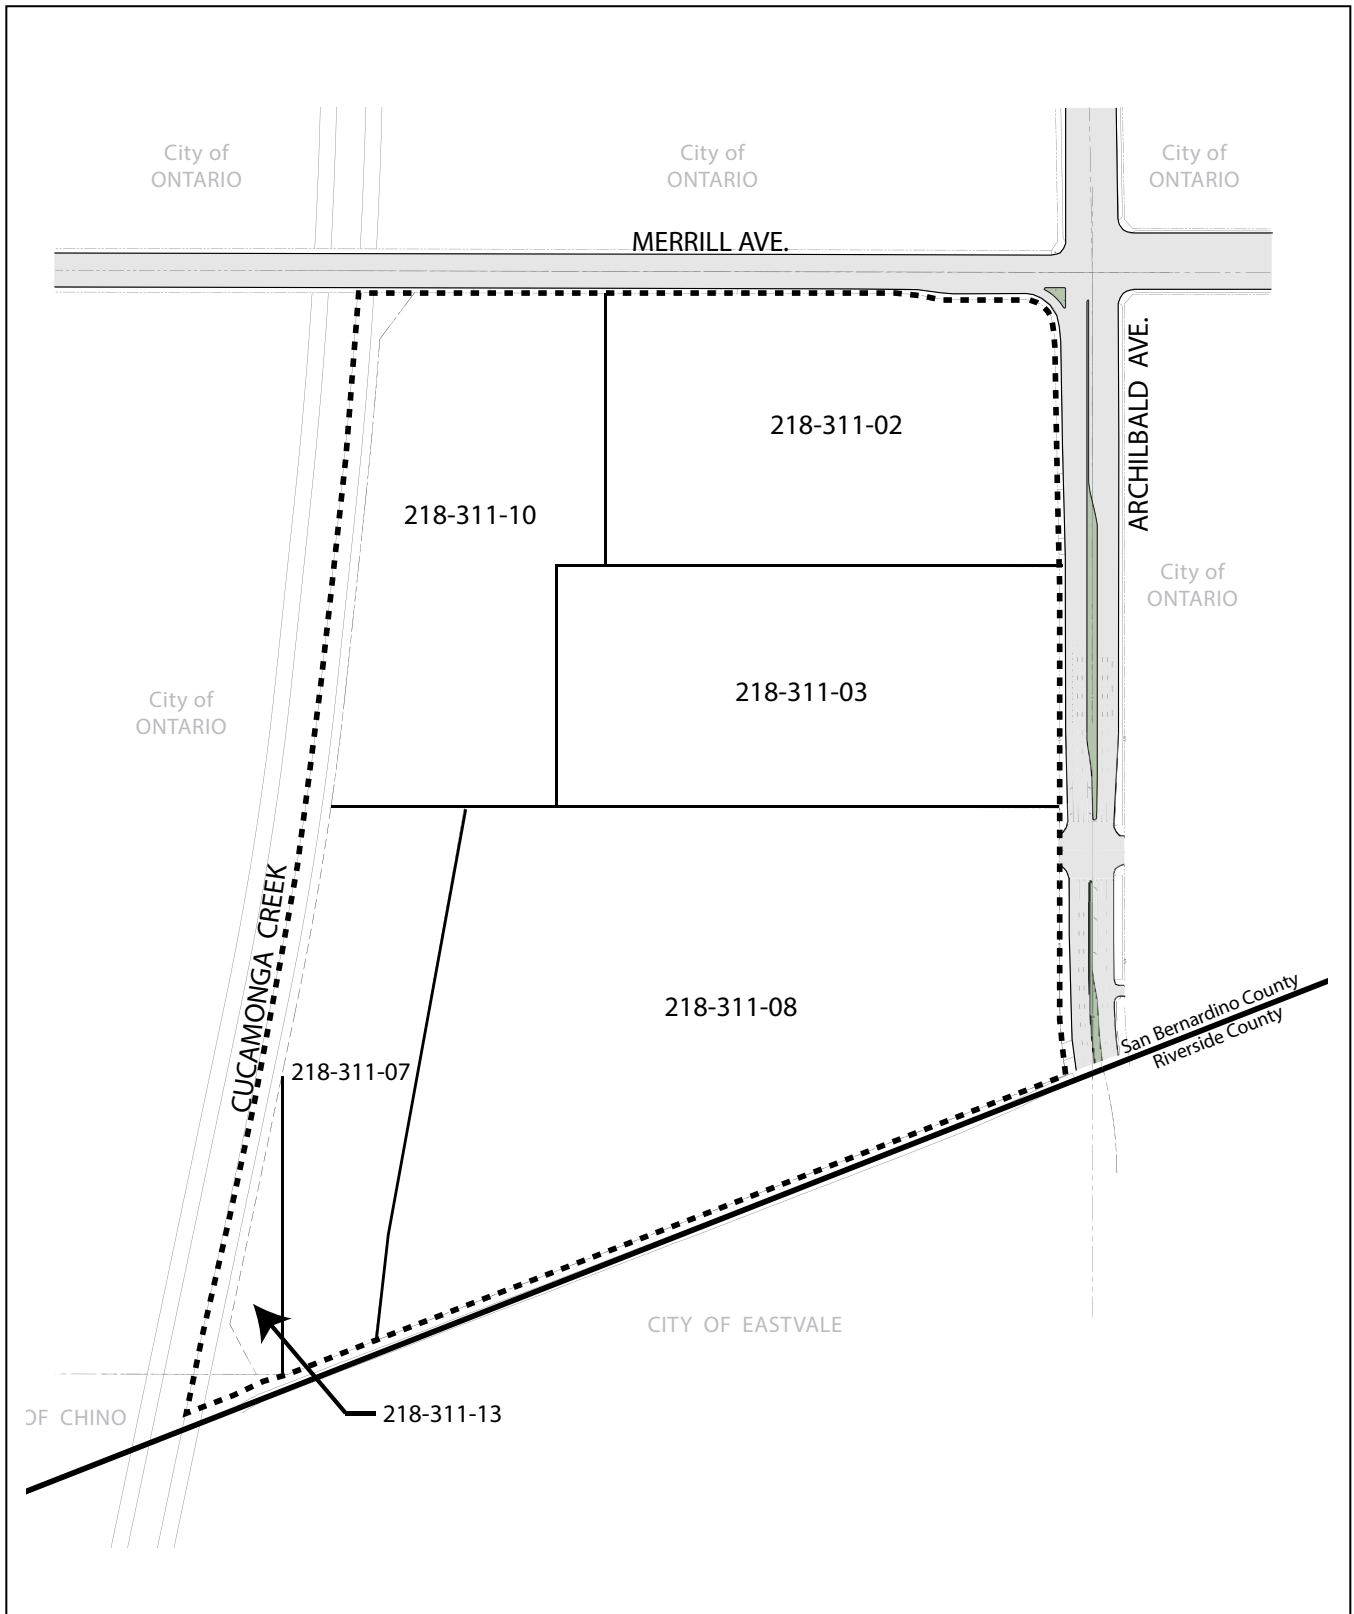 City of
ONTARIO
City of
ONTARIO
City of
ONTARIO
MERRILL AVE.
ARCHILBALD AVE.
218-311-02
218-311-10
City of
ONTARIO
218-311-03
City of
ONTARIO
CUCAMONGA CREEK
218-311-08
San Bernardino County
Riverside County
218-311-07
CITY OF EASTVALE
OF CHINO
218-311-13